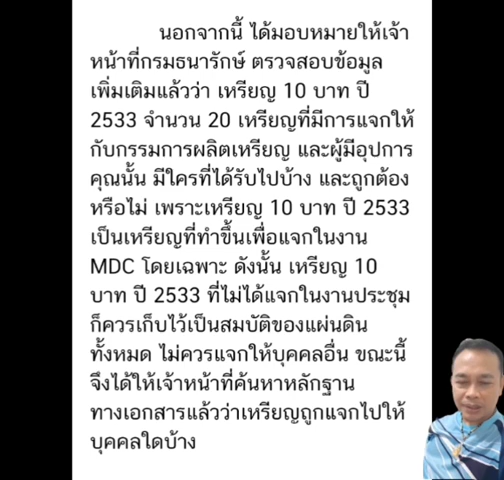 นอกจากนี้ ได้มอบหมายให้เจ้า
หน้าที่กรมธนารักษ์ ตรวจสอบข้อมูล
เพิ่มเติมแล้วว่า เหรียญ 10 บาท ปี
2533 จำนวน 20 เหรียญที่มีการแจกให้
กับกรรมการผลิตเหรียญ และผู้มีอุปการ
คุณนั้น มีใครที่ได้รับไปบ้าง และถูกต้อง
หรือไม่ เพราะเหรียญ 10 บาท ปี 2533
เป็นเหรียญที่ทำขึ้นเพื่อแจกในงาน
MDC โดยเฉพาะ ดังนั้น เหรียญ 10
บาท ปี 2533 ที่ไม่ได้แจกในงานประชุม
ก็ควรเก็บไว้เป็นสมบัติของแผ่นดิน
ทั้งหมด ไม่ควรแจกให้บุคคลอื่น ขณะนี้
จึงได้ให้เจ้าหน้าที่ค้นหาหลักฐาน
ทางเอกสารแล้วว่าเหรียญถูกแจกไปให้
บุคคลใดบ้าง